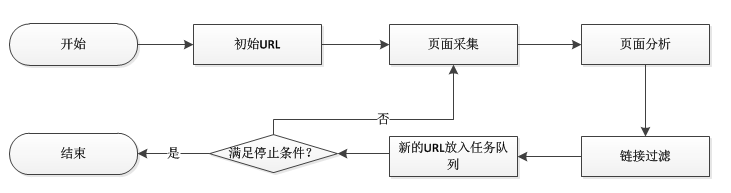 开始
初始URL
页面采集
页面分析
否
结束
是
满足停止条件?
新的URL放入任务队
列
链接过滤